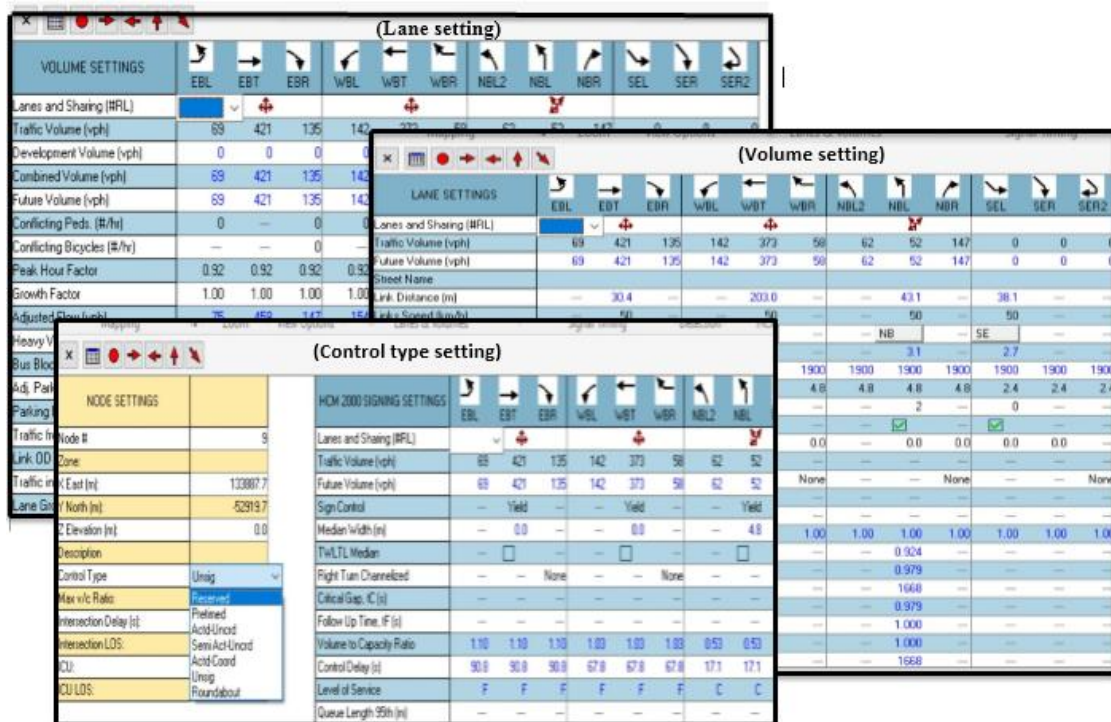 (Lane setting)
VOLUME SETTINGS
EBL EBT EBR WBL WBT WBR NBL2 NBL NBR SEL SER SER2
Lanes and Sharing (#RL)
Traffic Volume (vph) 69 421 135 142
Development Volume (vph) 0 0 0
Combined Volume (vph) 69 421 135 142
Future Volume (vph) 69 421 135 142
Conflicting Peds. (#/hr) 0 — 0
Conflicting Bicycles (#/hr) — — 0 —
Peak Hour Factor 0.92 0.92 0.92 0.92
Growth Factor 1.00 1.00 1.00 1.00
Heavy V
Bus Bloc
Adj. Park
Parking
Traffic fr
Link OD
Traffic in
Lane Gr
(Volume setting)
LANE SETTINGS
EBL EBT EBR WBL WBT WBR NBL2 NBL NBR SEL SER SER2
Lanes and Sharing (#RL)
Traffic Volume (vph) 69 421 135 142 373 58 62 52 147 0 0
Future Volume (vph) 69 421 135 142 373 58 62 52 147 0 0
Street Name
Link Distance (m) — 30.4 — — 203.0 — — 43.1 — 38.1 — —
50 50 50 50
— — NB — SE — —
3.1 2.7
1900 1900 1900 1900 1900 1900 190
4.8 4.8 4.8 4.8 2.4 2.4 2.4
— — 2 — 0 — —
0.0 — 0.0 0.0 0.0 0.0 —
None — — None — — None
1.00 1.00 1.00 1.00 1.00 1.00 1.0
0.924
0.979
1668
0.979
1.000
1.000
1668
(Control type setting)
NODE SETTINGS
Node # 9
Zone:
X East (m): 133887.7
Y North (m): -52919.7
Z Elevation (m): 0.0
Description
Control Type Unsig
Max v/c Ratio:
Intersection Delay (s):
Intersection LOS:
ICU:
ICU LOS:
Reserved
Pretimed
Actd-Uncrd
Semi Act-Uncrd
Actd-Coord
Unsig
Roundabout
HCM 2000 SIGNING SETTINGS
EBL EBT EBR WBL WBT WBR NBL2 NBL
Lanes and Sharing (#RL)
Traffic Volume (vph) 69 421 135 142 373 58 62 52
Future Volume (vph) 69 421 135 142 373 58 62 52
Sign Control — Yield — — Yield — — Yield
Median Width (m) — 0.0 — — 0.0 — — 4.8
TWLTL Median
Right Turn Channelized — — None — — None — —
Critical Gap, tC (s) — — — — — — — —
Follow Up Time, tF (s) — — — — — — — —
Volume to Capacity Ratio 1.10 1.10 1.10 1.03 1.03 1.03 0.53 0.53
Control Delay (s) 90.8 90.8 90.8 67.8 67.8 67.8 17.1 17.1
Level of Service F F F F F F C C
Queue Length 95th (m) — — — — — — — —